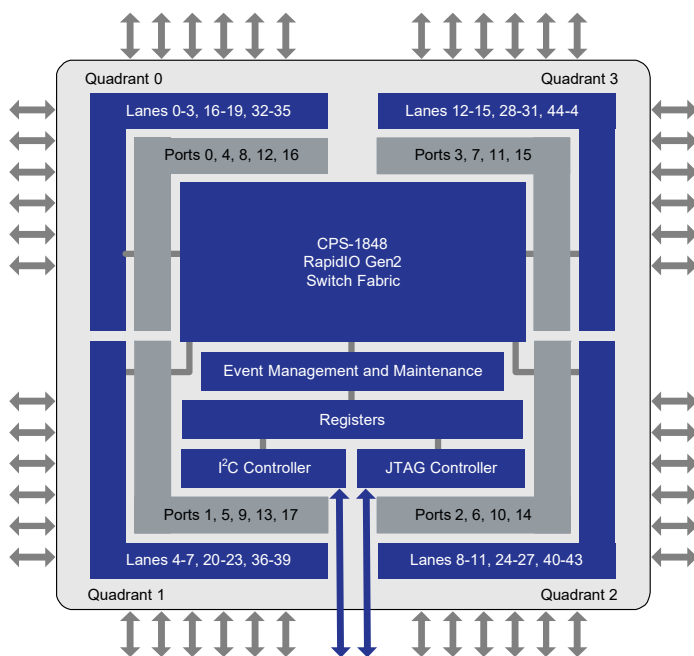 Quadrant 0
Quadrant 3
Lanes 0-3, 16-19, 32-35
Lanes 12-15, 28-31, 44-4
Ports 0, 4, 8, 12, 16
Ports 3, 7, 11, 15
CPS-1848
RapidIO Gen2
Switch Fabric
Event Management and Maintenance
Registers
I²C Controller
JTAG Controller
Ports 1, 5, 9, 13, 17
Ports 2, 6, 10, 14
Lanes 4-7, 20-23, 36-39
Lanes 8-11, 24-27, 40-43
Quadrant 1
Quadrant 2